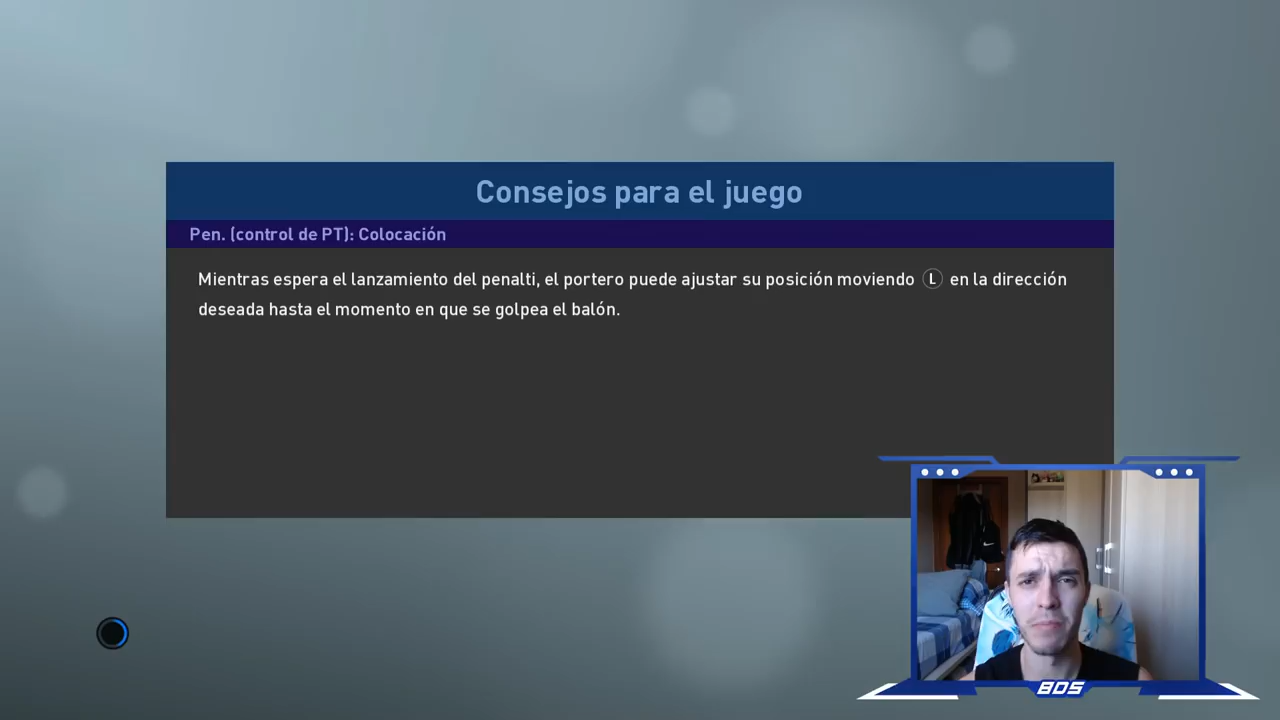 Consejos para el juego
Pen. (control de PT): Colocación
Mientras espera el lanzamiento del penalti, el portero puede ajustar su posición moviendo L en la dirección
deseada hasta el momento en que se golpea el balón.
BDS